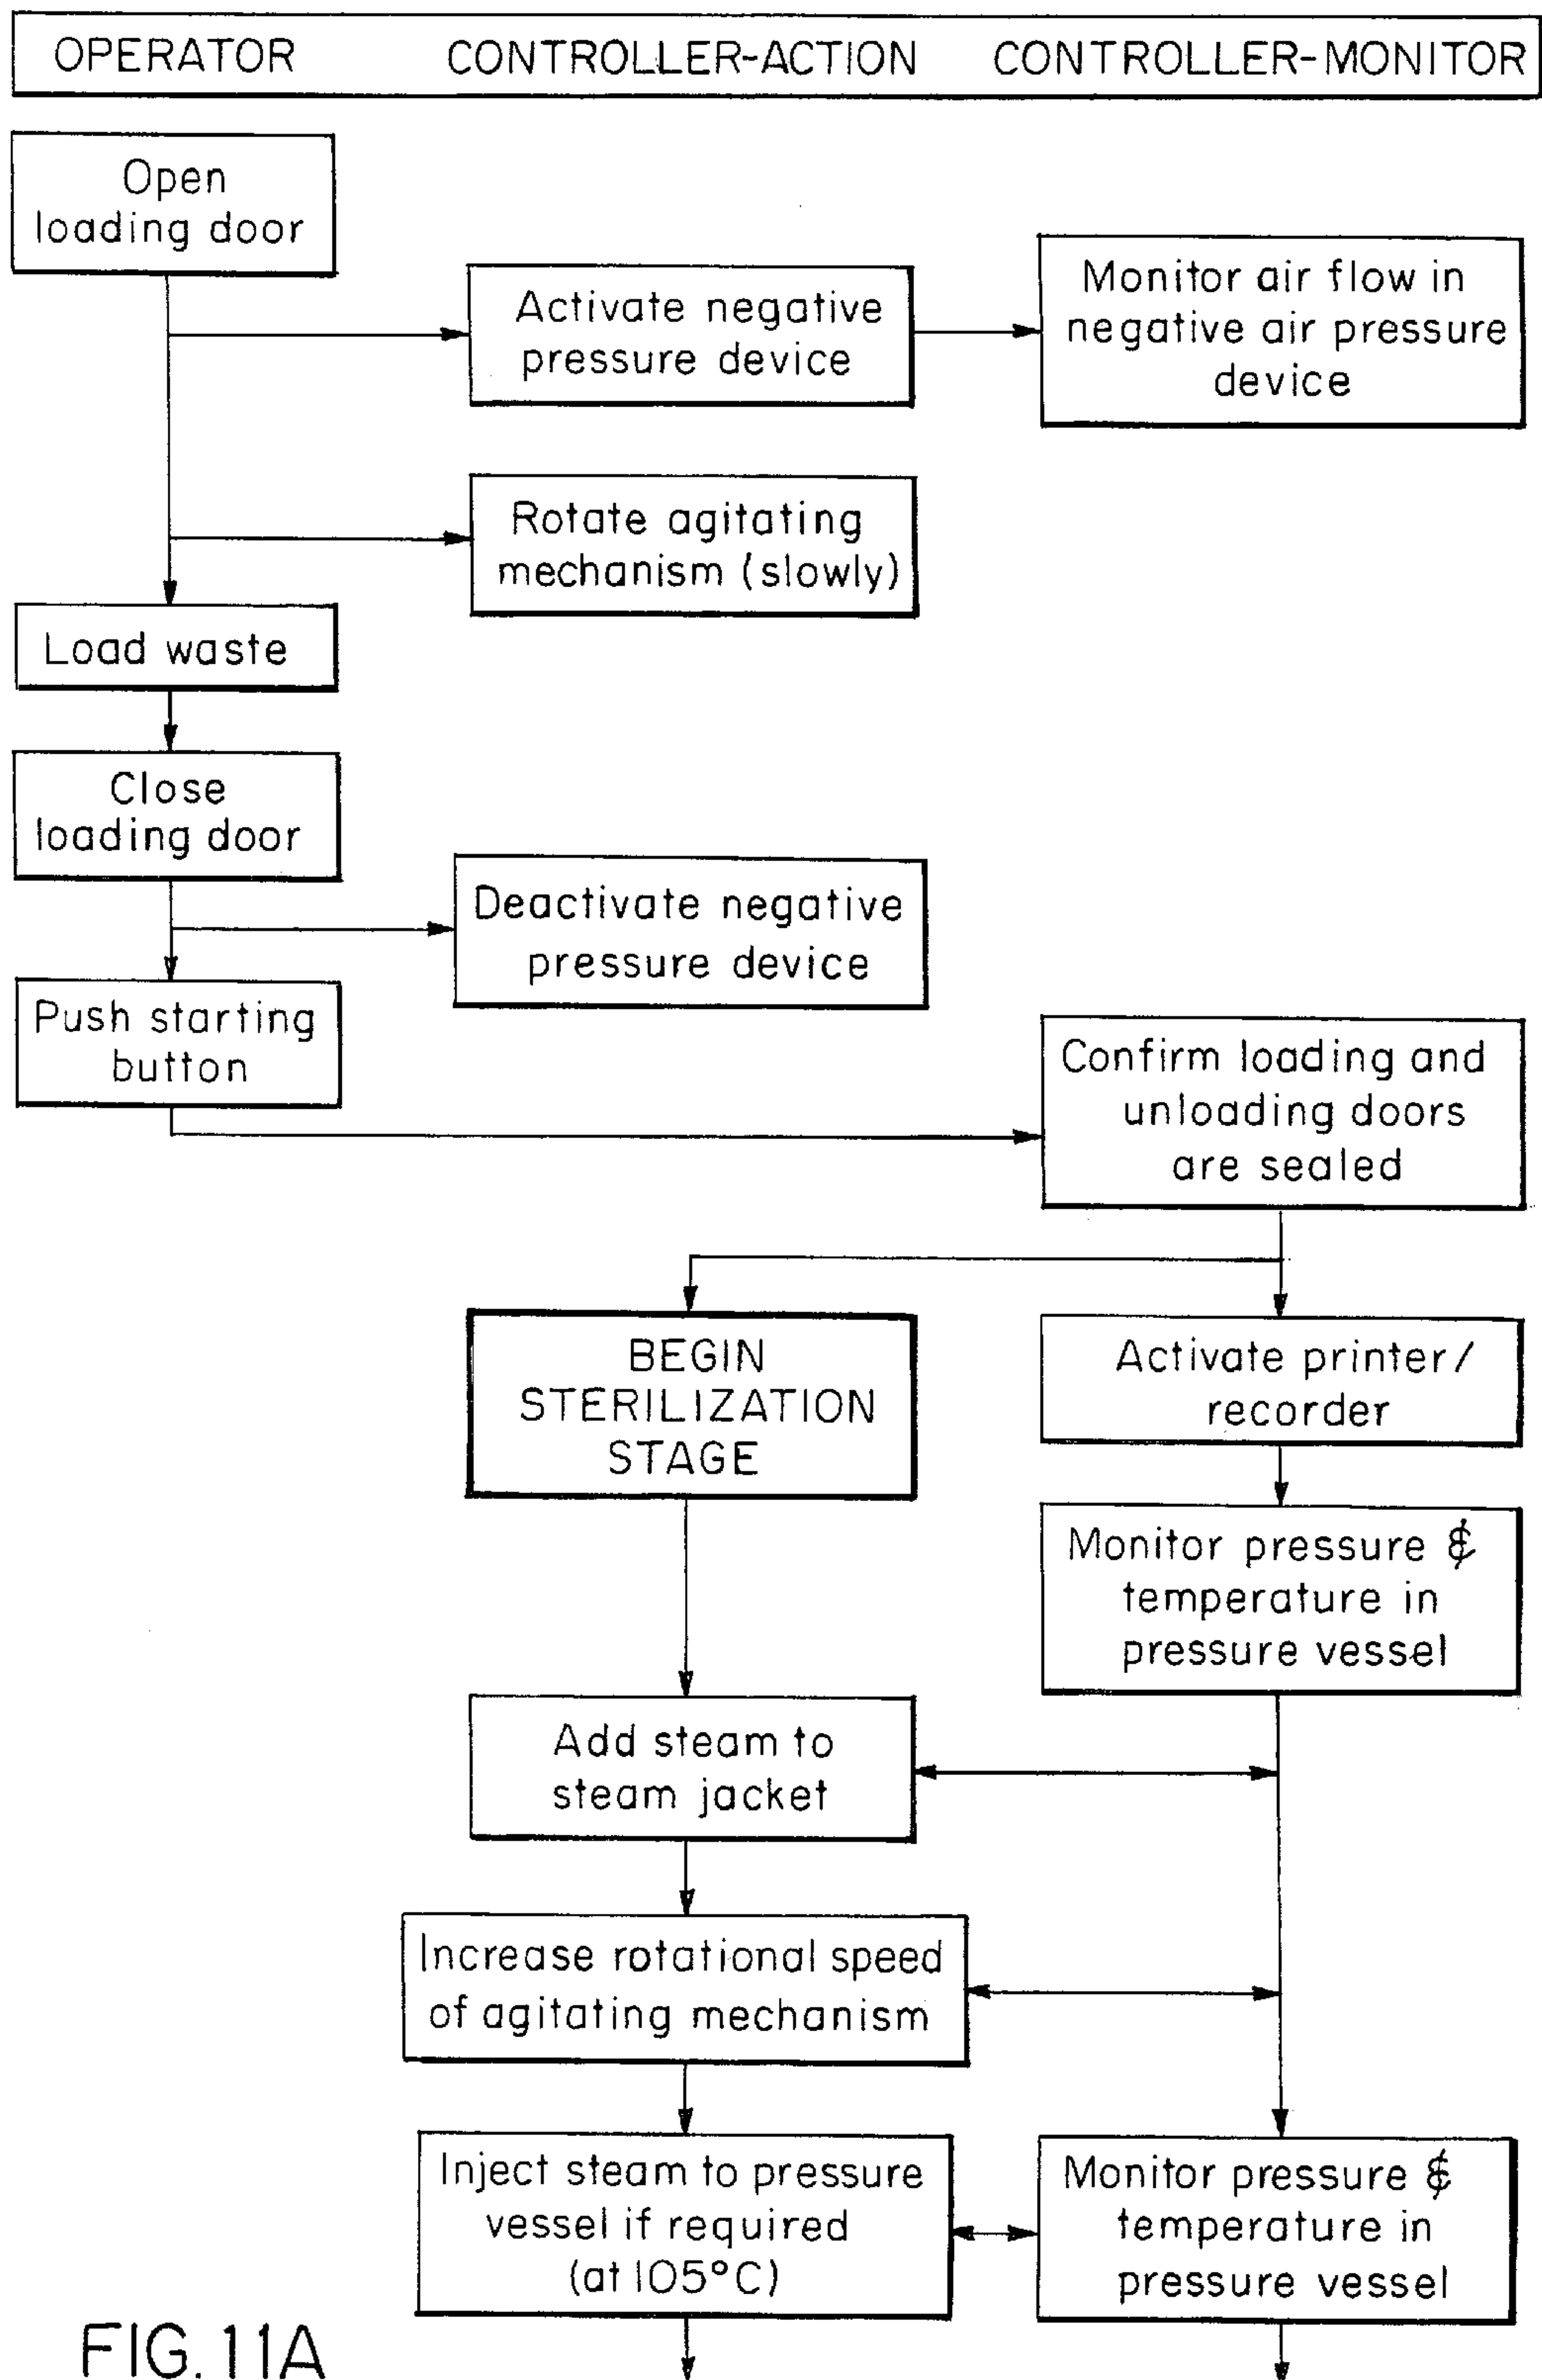 OPERATOR CONTROLLER-ACTION CONTROLLER-MONITOR
Open
loading door
Activate negative
pressure device
Monitor air flow in
negative air pressure
device
Rotate agitating
mechanism (slowly)
Load waste
Close
loading door
Deactivate negative
pressure device
Push starting
button
Confirm loading and
unloading doors
are sealed
BEGIN
STERILIZATION
STAGE
Activate printer/
recorder
Monitor pressure &
temperature in
pressure vessel
Add steam to
steam jacket
Increase rotational speed
of agitating mechanism
Inject steam to pressure
vessel if required
(at 105°C)
Monitor pressure &
temperature in
pressure vessel
FIG. 11A